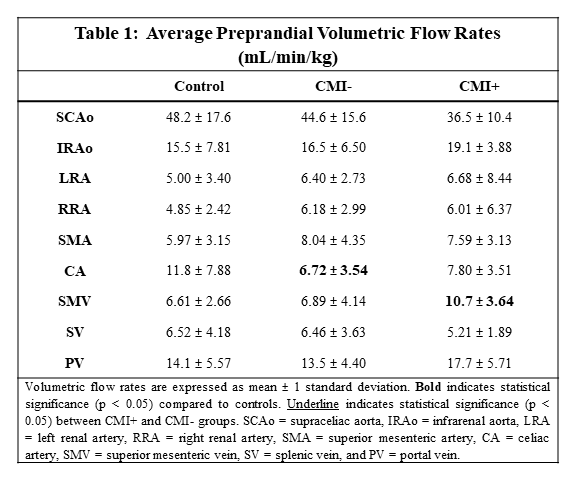 Table 1: Average Preprandial Volumetric Flow Rates
(mL/min/kg)
Control CMI- CMI+
SCAo 48.2 ± 17.6 44.6 ± 15.6 36.5 ± 10.4
IRAo 15.5 ± 7.81 16.5 ± 6.50 19.1 ± 3.88
LRA 5.00 ± 3.40 6.40 ± 2.73 6.68 ± 8.44
RRA 4.85 ± 2.42 6.18 ± 2.99 6.01 ± 6.37
SMA 5.97 ± 3.15 8.04 ± 4.35 7.59 ± 3.13
CA 11.8 ± 7.88 6.72 ± 3.54 7.80 ± 3.51
SMV 6.61 ± 2.66 6.89 ± 4.14 10.7 ± 3.64
SV 6.52 ± 4.18 6.46 ± 3.63 5.21 ± 1.89
PV 14.1 ± 5.57 13.5 ± 4.40 17.7 ± 5.71
Volumetric flow rates are expressed as mean ± 1 standard deviation. Bold indicates statistical
significance (p < 0.05) compared to controls. Underline indicates statistical significance (p <
0.05) between CMI+ and CMI- groups. SCAo = supraceliac aorta, IRAo = infrarenal aorta, LRA
= left renal artery, RRA = right renal artery, SMA = superior mesenteric artery, CA = celiac
artery, SMV = superior mesenteric vein, SV = splenic vein, and PV = portal vein.